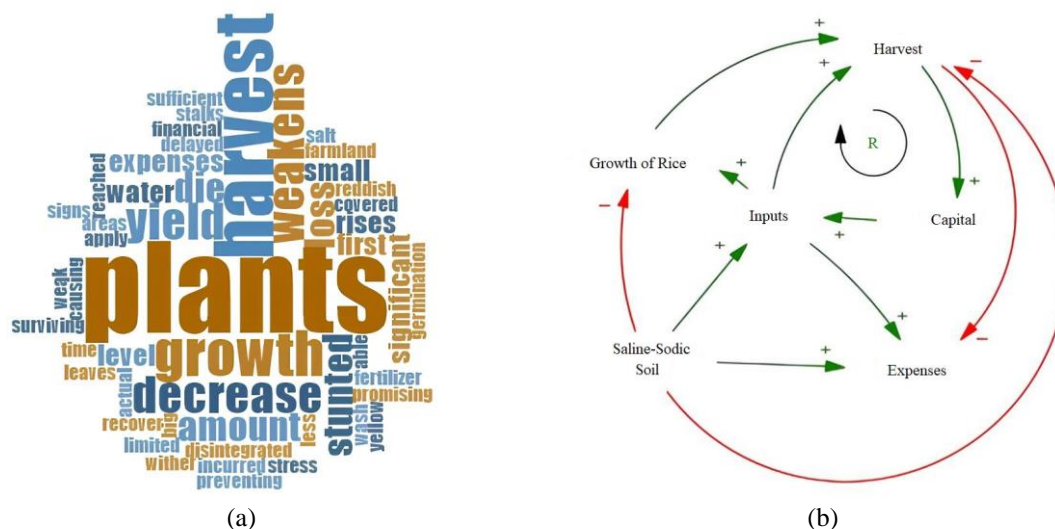 harvest
weakens
sufficient
stalks
financial
delayed
salt
farmland
expenses
die
small
reached
water
loss
reddish
covered
signs
areas
yield
rises
apply
first
plants
significant
germination
weak
causing
surviving
time
level
growth
stunted
able
leaves
actual
decrease
fertilizer
promising
recover
big
amount
less
wash
yellow
limited
disintegrated
wither
incurred
stress
preventing
(a)
+
Harvest
−
+
R
Growth of Rice
+
−
Inputs
Capital
+
+
+
+
−
Saline-Sodic
Soil
+
Expenses
(b)